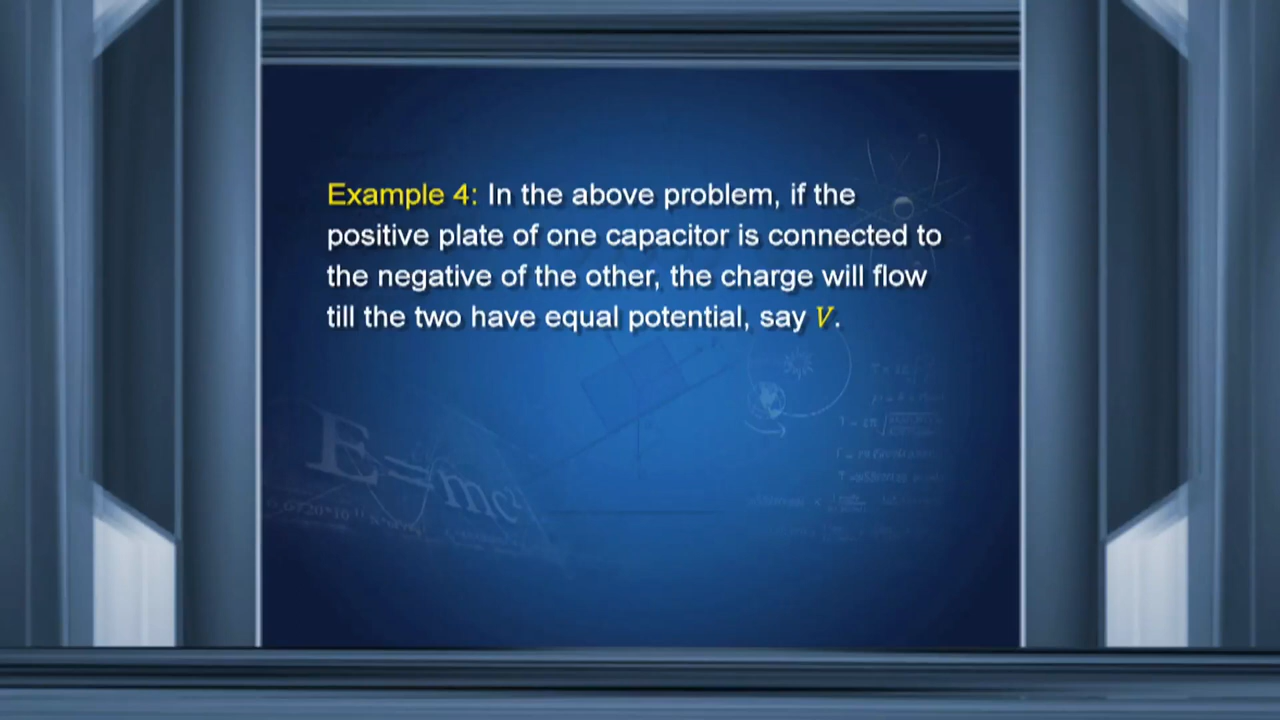 Example 4: In the above problem, if the
positive plate of one capacitor is connected to
the negative of the other, the charge will flow
till the two have equal potential, say V.
E=mc²